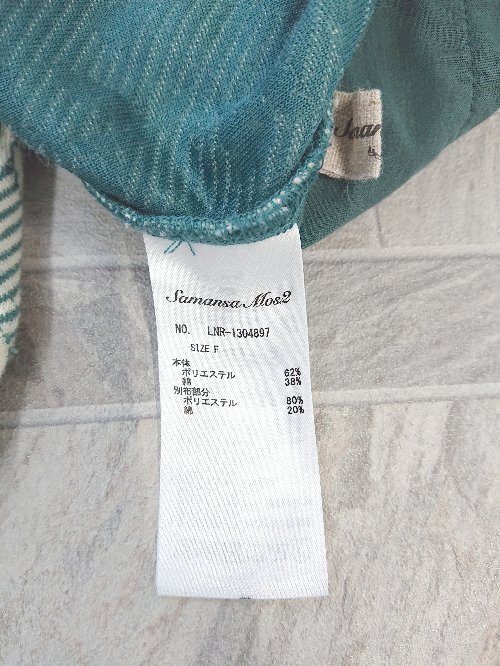 Samansa Mos2
NO. LNR-1304897
SIZE F
本体
ポリエステル 62%
綿 38%
別布部分
ポリエステル 80%
綿 20%